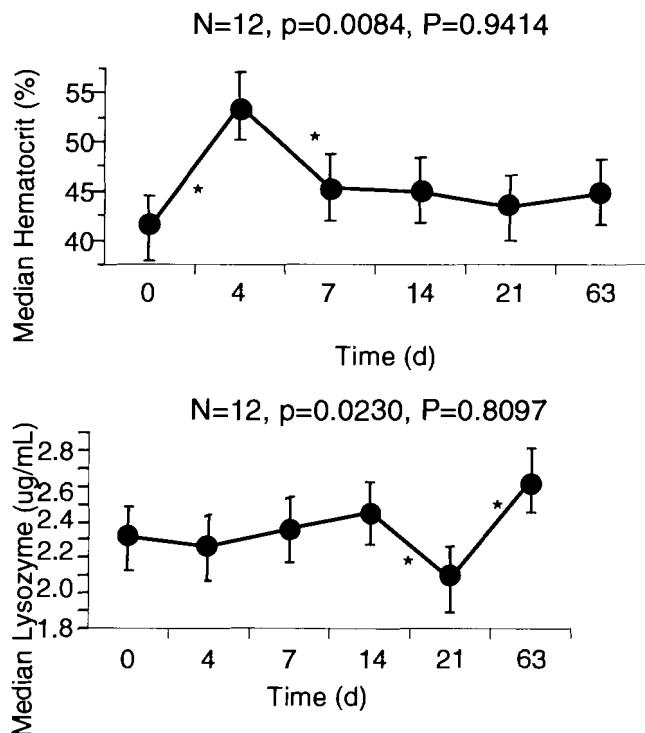 N=12, p=0.0084, P=0.9414
Median Hematocrit (%)
55
50
45
40
0 4 7 14 21 63
Time (d)
N=12, p=0.0230, P=0.8097
Median Lysozyme (ug/mL)
2.8
2.6
2.4
2.2
2.0
1.8
0 4 7 14 21 63
Time (d)